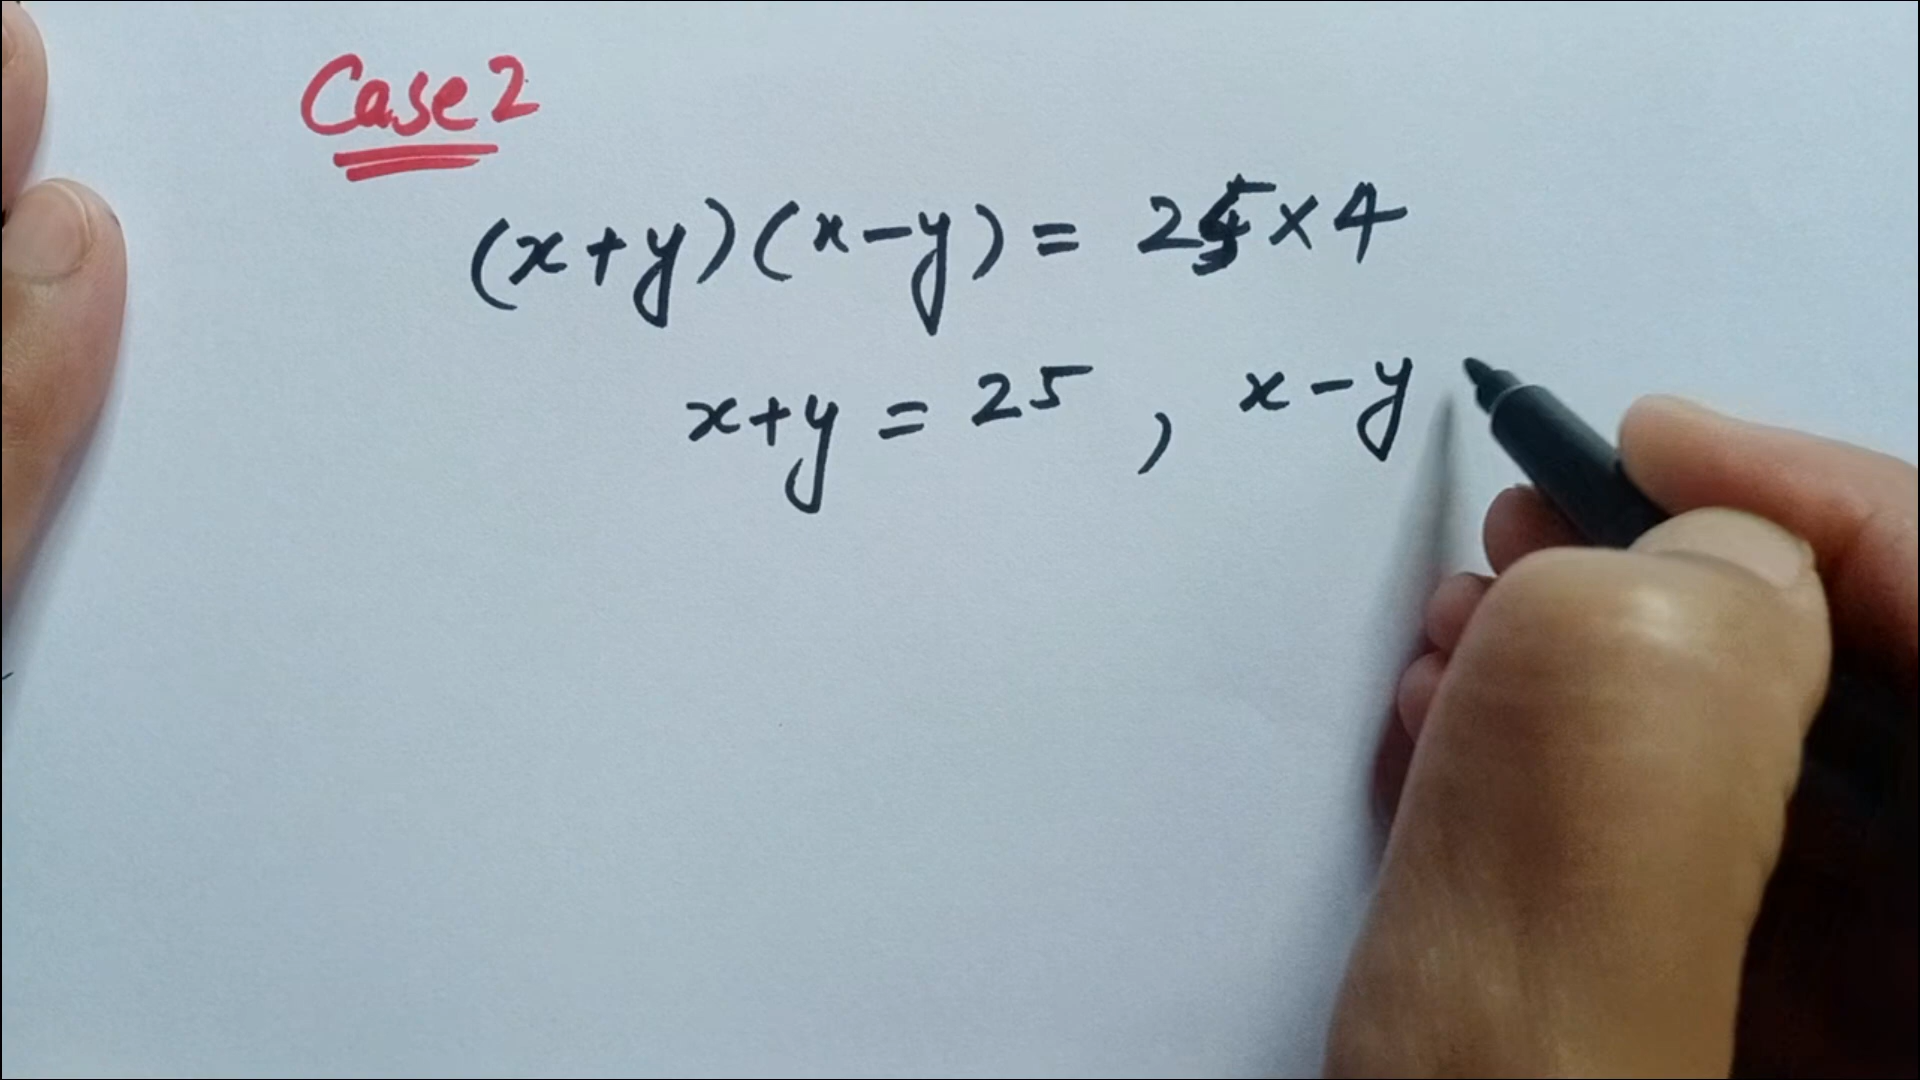 Case 2
(x+y)(x-y) = 25×4
x+y = 25 , x-y